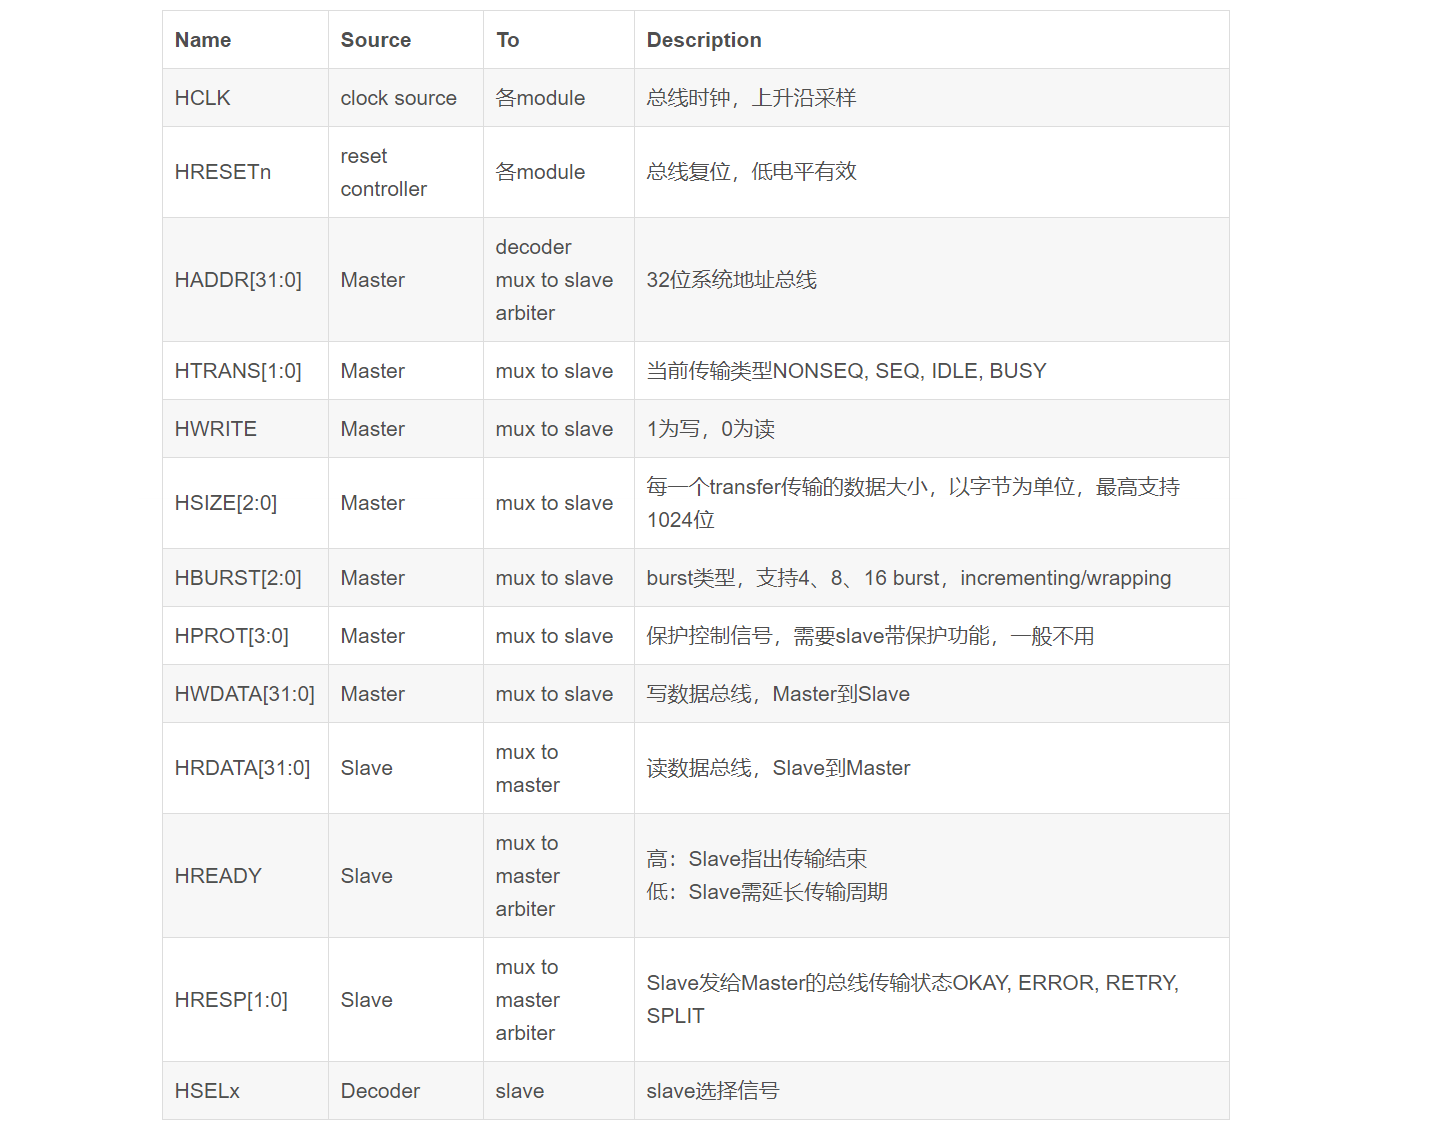 Name Source To Description
HCLK clock source 各module 总线时钟，上升沿采样
HRESETn reset controller 各module 总线复位，低电平有效
HADDR[31:0] Master decoder
mux to slave
arbiter
32位系统地址总线
HTRANS[1:0] Master mux to slave 当前传输类型NONSEQ, SEQ, IDLE, BUSY
HWRITE Master mux to slave 1为写，0为读
HSIZE[2:0] Master mux to slave 每一个transfer传输的数据大小，以字节为单位，最高支持
1024位
HBURST[2:0] Master mux to slave burst类型，支持4、8、16 burst，incrementing/wrapping
HPROT[3:0] Master mux to slave 保护控制信号，需要slave带保护功能，一般不用
HWDATA[31:0] Master mux to slave 写数据总线，Master到Slave
HRDATA[31:0] Slave mux to
master
读数据总线，Slave到Master
HREADY Slave mux to
master
arbiter
高：Slave指出传输结束
低：Slave需延长传输周期
HRESP[1:0] Slave mux to
master
arbiter
Slave发给Master的总线传输状态OKAY, ERROR, RETRY,
SPLIT
HSELx Decoder slave slave选择信号